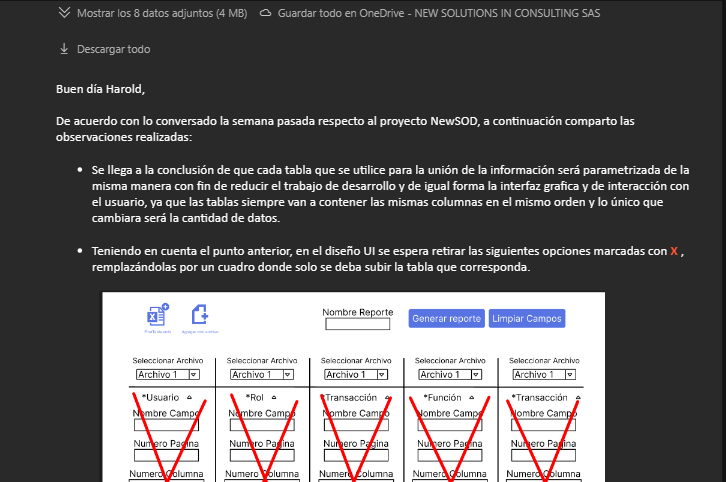 Mostrar los 8 datos adjuntos (4 MB) Guardar todo en OneDrive - NEW SOLUTIONS IN CONSULTING SAS
Descargar todo
Buen día Harold,
De acuerdo con lo conversado la semana pasada respecto al proyecto NewSOD, a continuación comparto las
observaciones realizadas:
• Se llega a la conclusión de que cada tabla que se utilice para la unión de la información será parametrizada de la
misma manera con fin de reducir el trabajo de desarrollo y de igual forma la interfaz grafica y de interacción con
el usuario, ya que las tablas siempre van a contener las mismas columnas en el mismo orden y lo único que
cambiara será la cantidad de datos.
• Teniendo en cuenta el punto anterior, en el diseño UI se espera retirar las siguientes opciones marcadas con X ,
remplazándolas por un cuadro donde solo se deba subir la tabla que corresponda.
Nombre Reporte Generar reporte Limpiar Campos
Seleccionar Archivo Seleccionar Archivo Seleccionar Archivo Seleccionar Archivo Seleccionar Archivo
Archivo 1 Archivo 1 Archivo 1 Archivo 1 Archivo 1
*Usuario *Rol *Transacción *Función *Transacción
Nombre Campo Nombre Campo Nombre Campo Nombre Campo Nombre Campo
Numero Pagina Numero Pagina Numero Pagina Numero Pagina Numero Pagina
Numero Columna Numero Columna Numero Columna Numero Columna Numero Columna